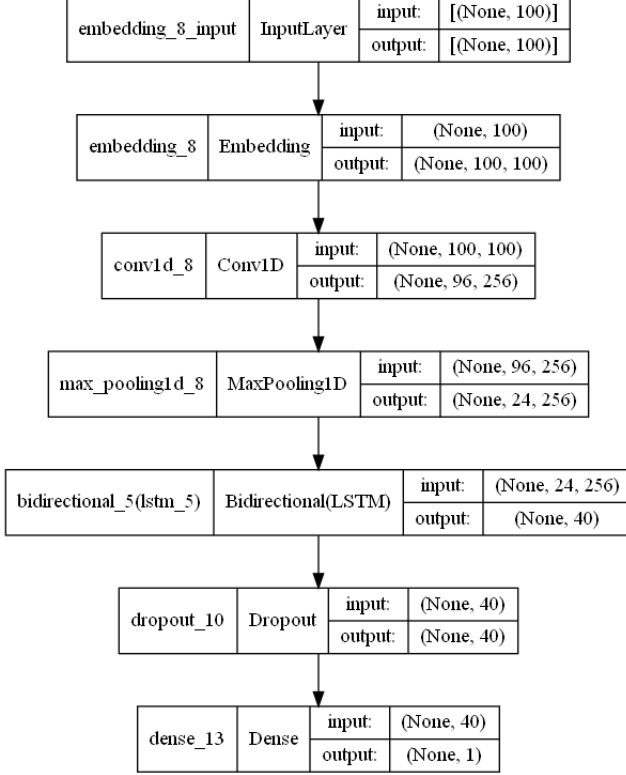 embedding_8_input InputLayer input: [(None, 100)]
output: [(None, 100)]
embedding_8 Embedding input: (None, 100)
output: (None, 100, 100)
conv1d_8 Conv1D input: (None, 100, 100)
output: (None, 96, 256)
max_pooling1d_8 MaxPooling1D input: (None, 96, 256)
output: (None, 24, 256)
bidirectional_5(lstm_5) Bidirectional(LSTM) input: (None, 24, 256)
output: (None, 40)
dropout_10 Dropout input: (None, 40)
output: (None, 40)
dense_13 Dense input: (None, 40)
output: (None, 1)